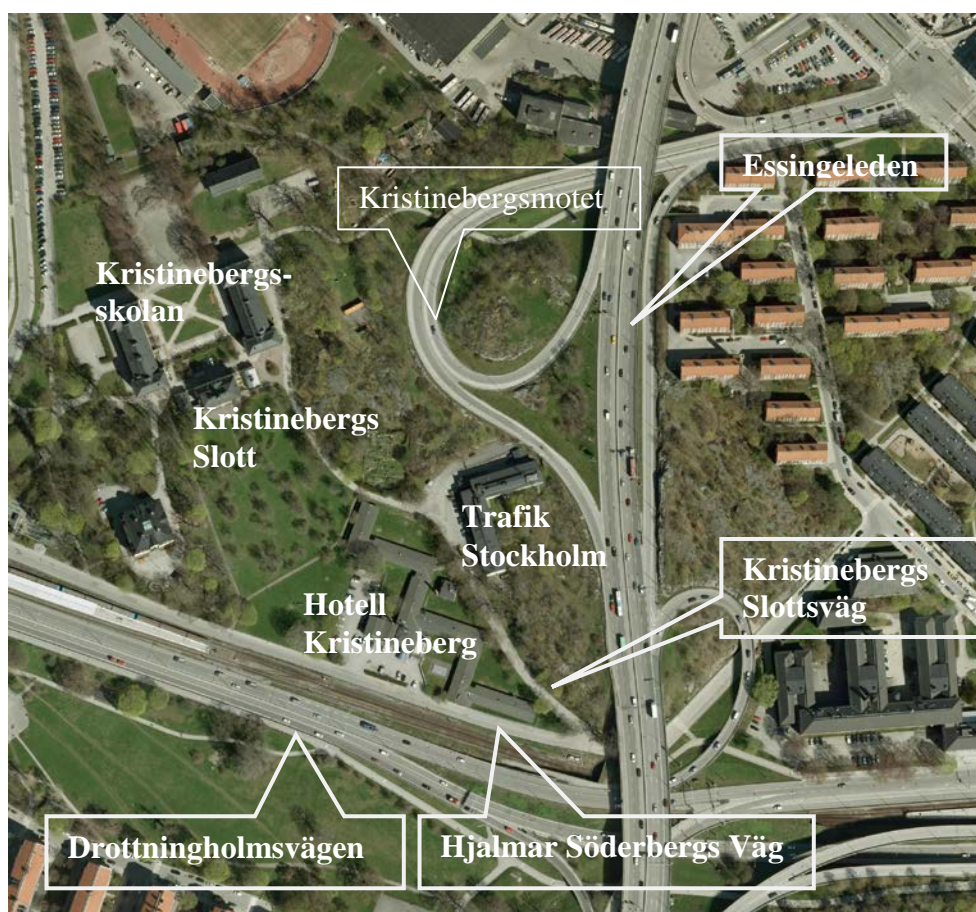 Essingeleden
Kristinebergsmotet
Kristinebergs-
skolan
Kristinebergs
Slott
Trafik
Stockholm
Kristinebergs
Slottsväg
Hotell
Kristineberg
Drottningholmsvägen
Hjalmar Söderbergs Väg